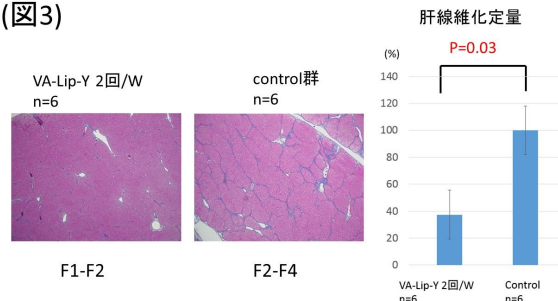 (図3)
肝線維化定量
VA-Lip-Y 2回/W
n=6
control群
n=6
F1-F2
F2-F4
(%)
P=0.03
140
120
100
80
60
40
20
0
VA-Lip-Y 2回/W
n=6
Control
n=6